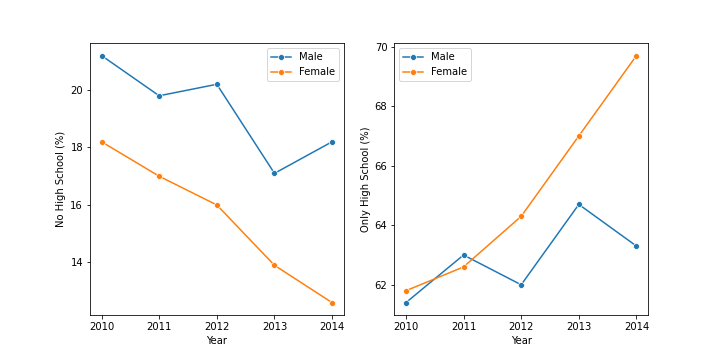 Male
Female
No High School (%)
20
18
16
14
2010 2011 2012 2013 2014
Year
Male
Female
Only High School (%)
70
68
66
64
62
2010 2011 2012 2013 2014
Year